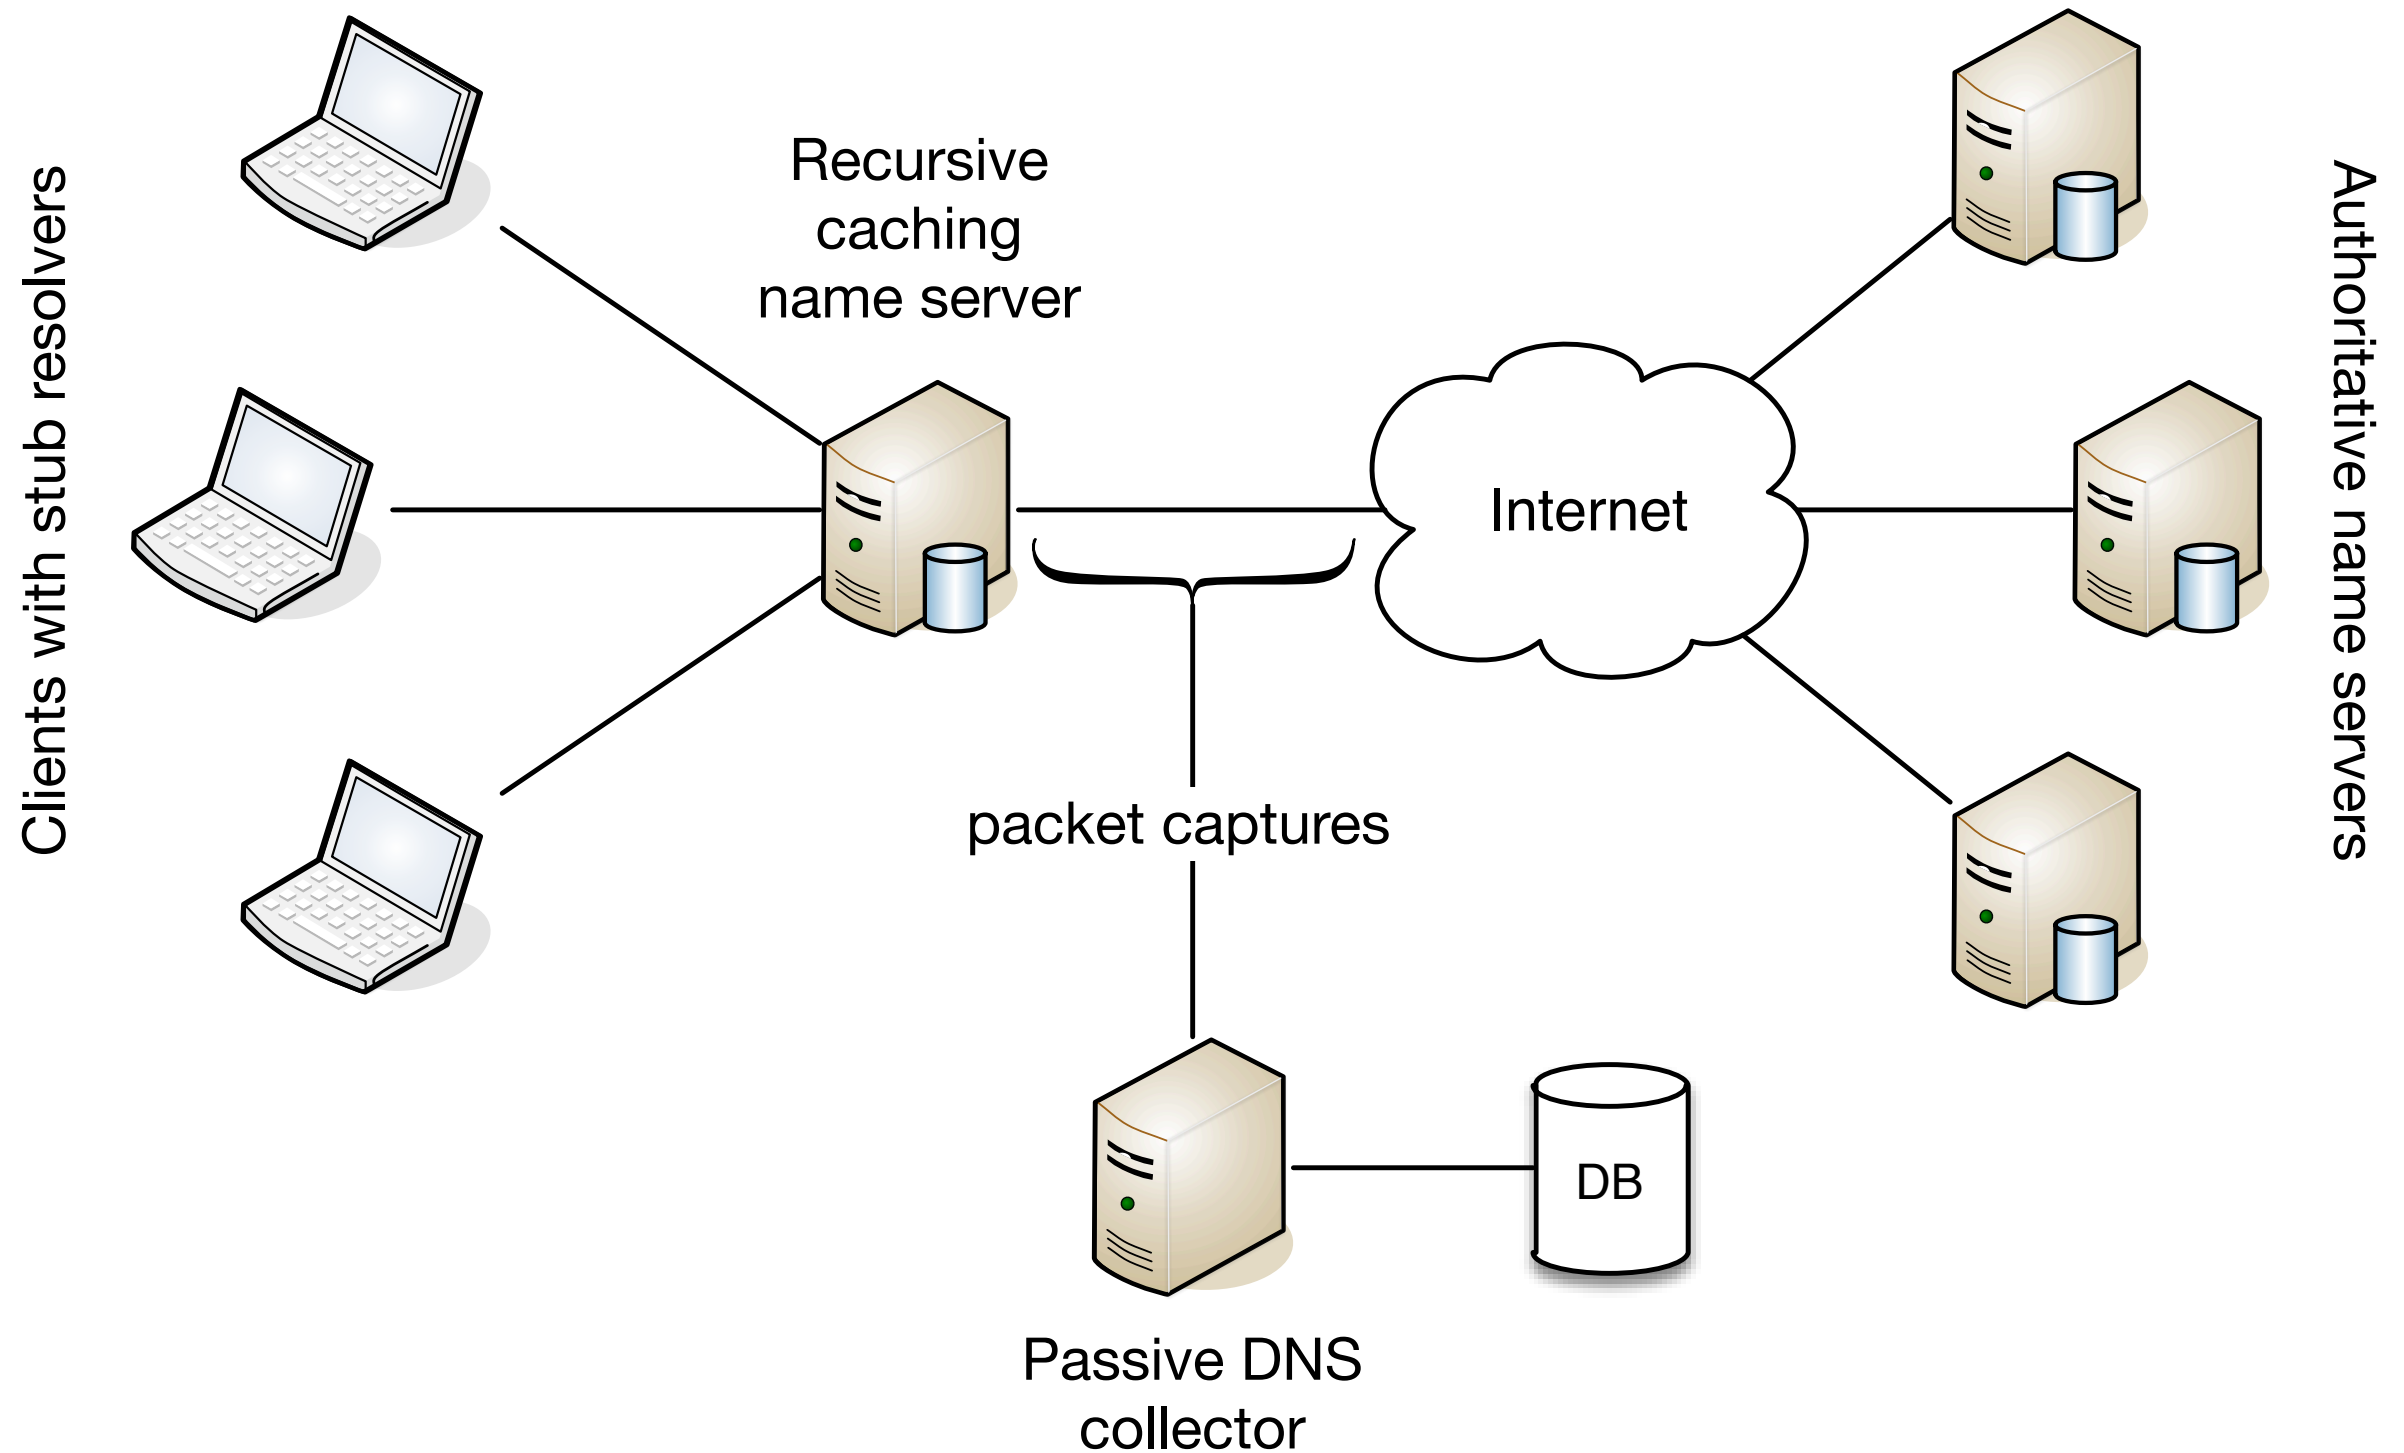 Clients with stub resolvers
Recursive
caching
name server
Internet
Authoritative name servers
packet captures
DB
Passive DNS
collector